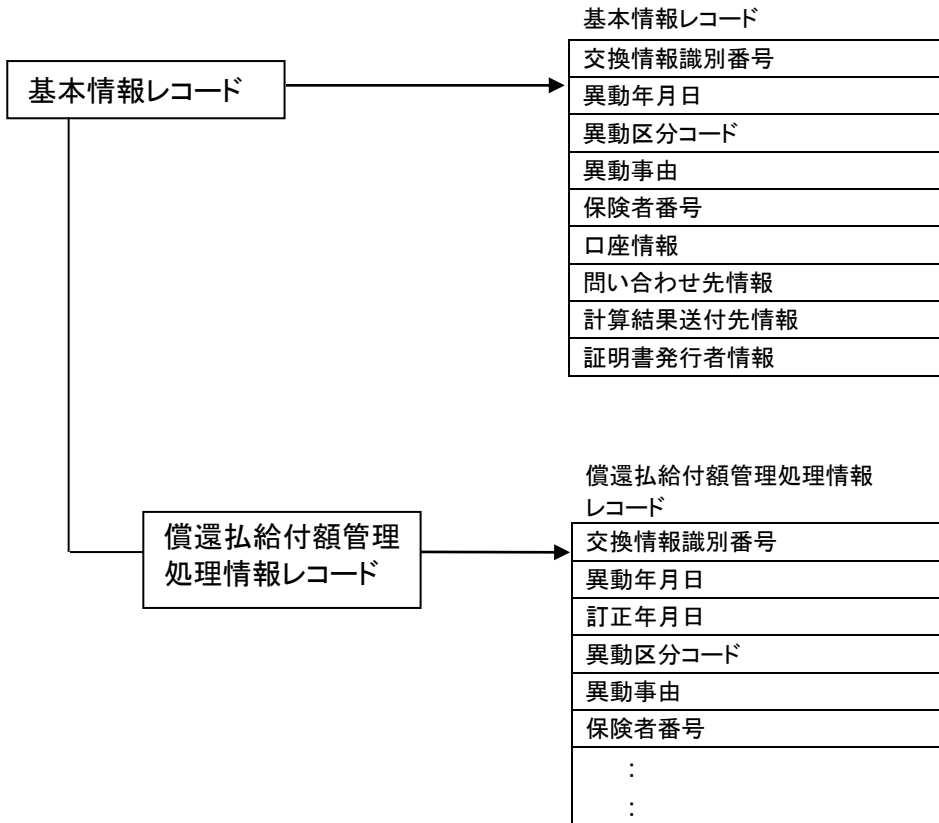 基本情報レコード
基本情報レコード
交換情報識別番号
異動年月日
異動区分コード
異動事由
保険者番号
口座情報
問い合わせ先情報
計算結果送付先情報
証明書発行者情報
償還払給付額管理
処理情報レコード
償還払給付額管理処理情報
レコード
交換情報識別番号
異動年月日
訂正年月日
異動区分コード
異動事由
保険者番号
:
: